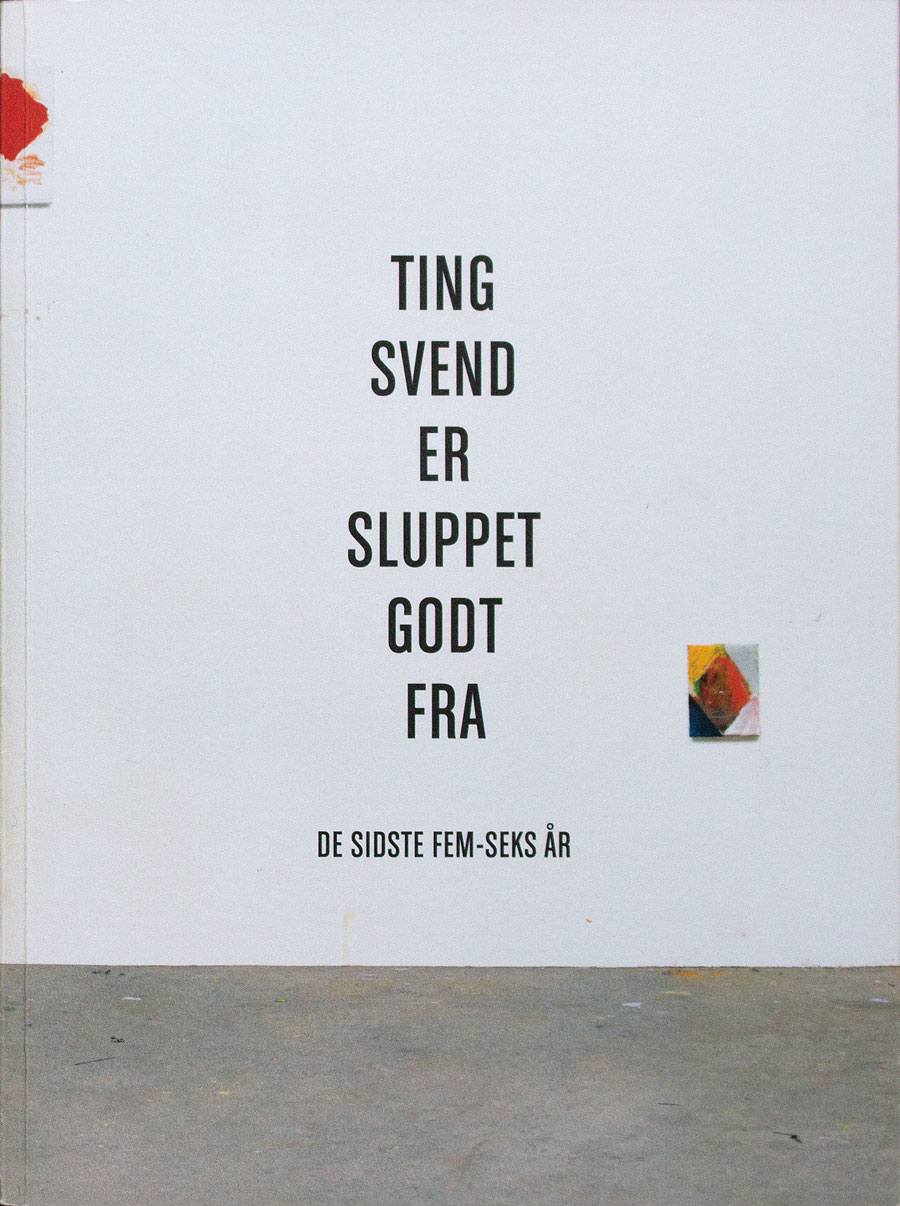 TING
SVEND
ER
SLUPPET
GODT
FRA
DE SIDSTE FEM-SEKS ÅR